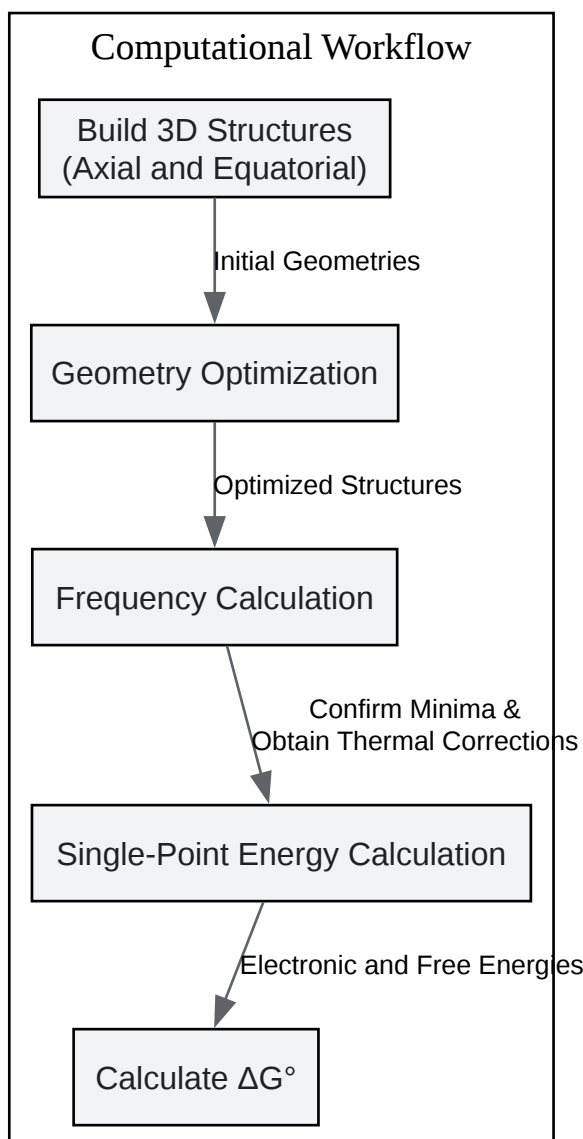 Computational Workflow
Build 3D Structures
(Axial and Equatorial)
Initial Geometries
Geometry Optimization
Optimized Structures
Frequency Calculation
Confirm Minima &
Obtain Thermal Corrections
Single-Point Energy Calculation
Electronic and Free Energies
Calculate ΔG°